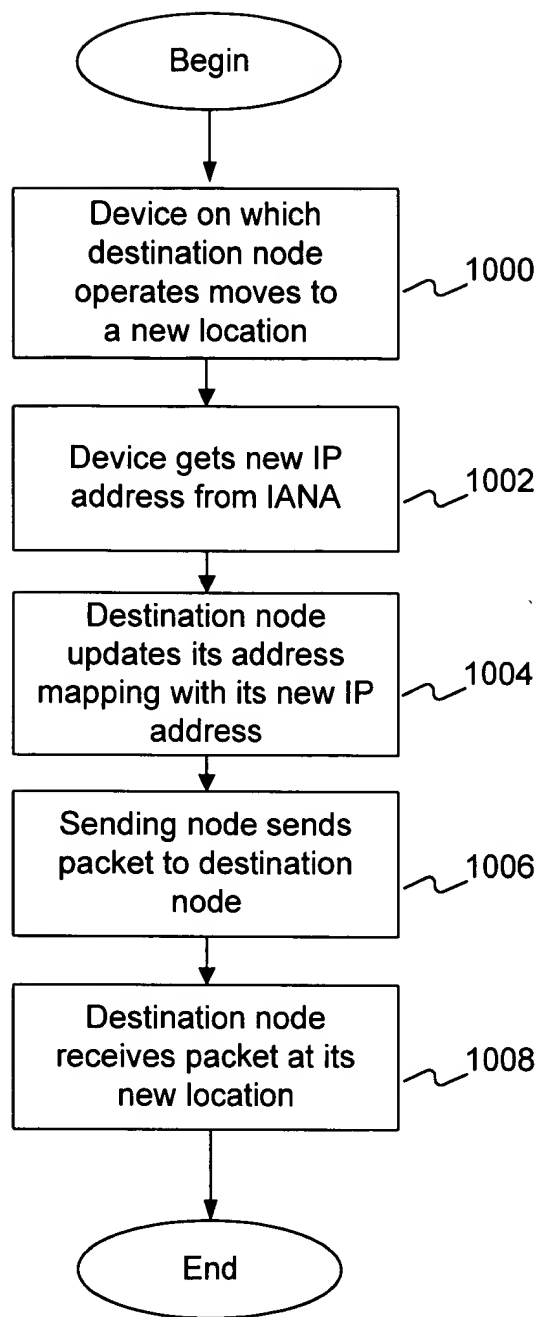 Begin
Device on which
destination node
operates moves to
a new location
1000
Device gets new IP
address from IANA
1002
Destination node
updates its address
mapping with its new IP
address
1004
Sending node sends
packet to destination
node
1006
Destination node
receives packet at its
new location
1008
End